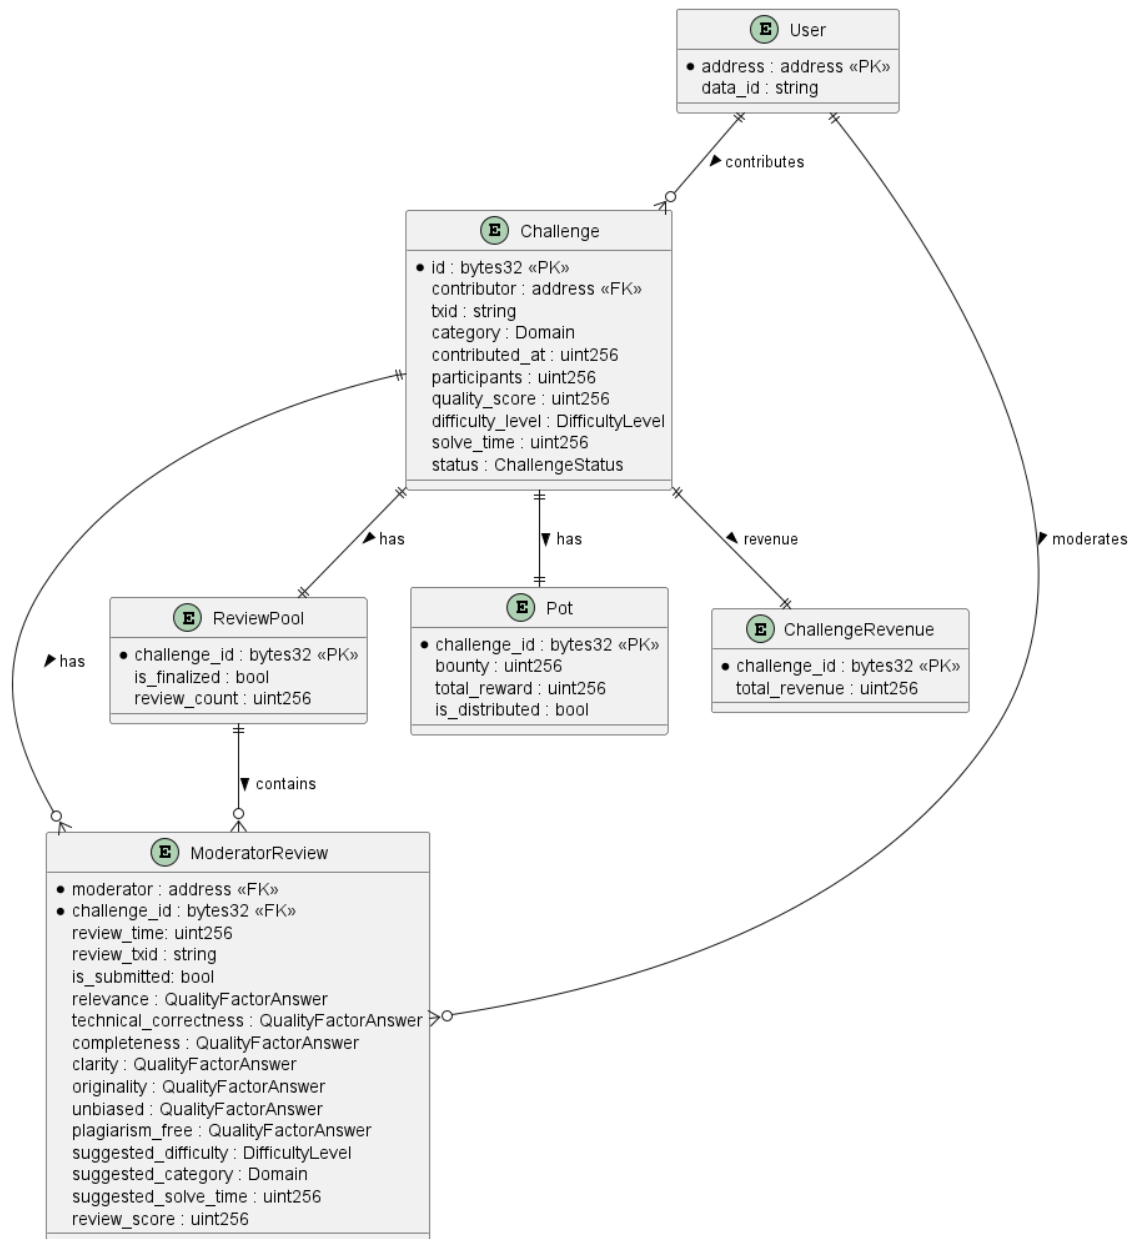 E User
address : address «PK»
data_id : string
contributes
E Challenge
id : bytes32 «PK»
contributor : address «FK»
txid : string
category : Domain
contributed_at : uint256
participants : uint256
quality_score : uint256
difficulty_level : DifficultyLevel
solve_time : uint256
status : ChallengeStatus
has
has
revenue
moderates
E ReviewPool
challenge_id : bytes32 «PK»
is_finalized : bool
review_count : uint256
E Pot
challenge_id : bytes32 «PK»
bounty : uint256
total_reward : uint256
is_distributed : bool
E ChallengeRevenue
challenge_id : bytes32 «PK»
total_revenue : uint256
has
contains
E ModeratorReview
moderator : address «FK»
challenge_id : bytes32 «FK»
review_time: uint256
review_txid : string
is_submitted: bool
relevance : QualityFactorAnswer
technical_correctness : QualityFactorAnswer
completeness : QualityFactorAnswer
clarity : QualityFactorAnswer
originality : QualityFactorAnswer
unbiased : QualityFactorAnswer
plagiarism_free : QualityFactorAnswer
suggested_difficulty : DifficultyLevel
suggested_category : Domain
suggested_solve_time : uint256
review_score : uint256